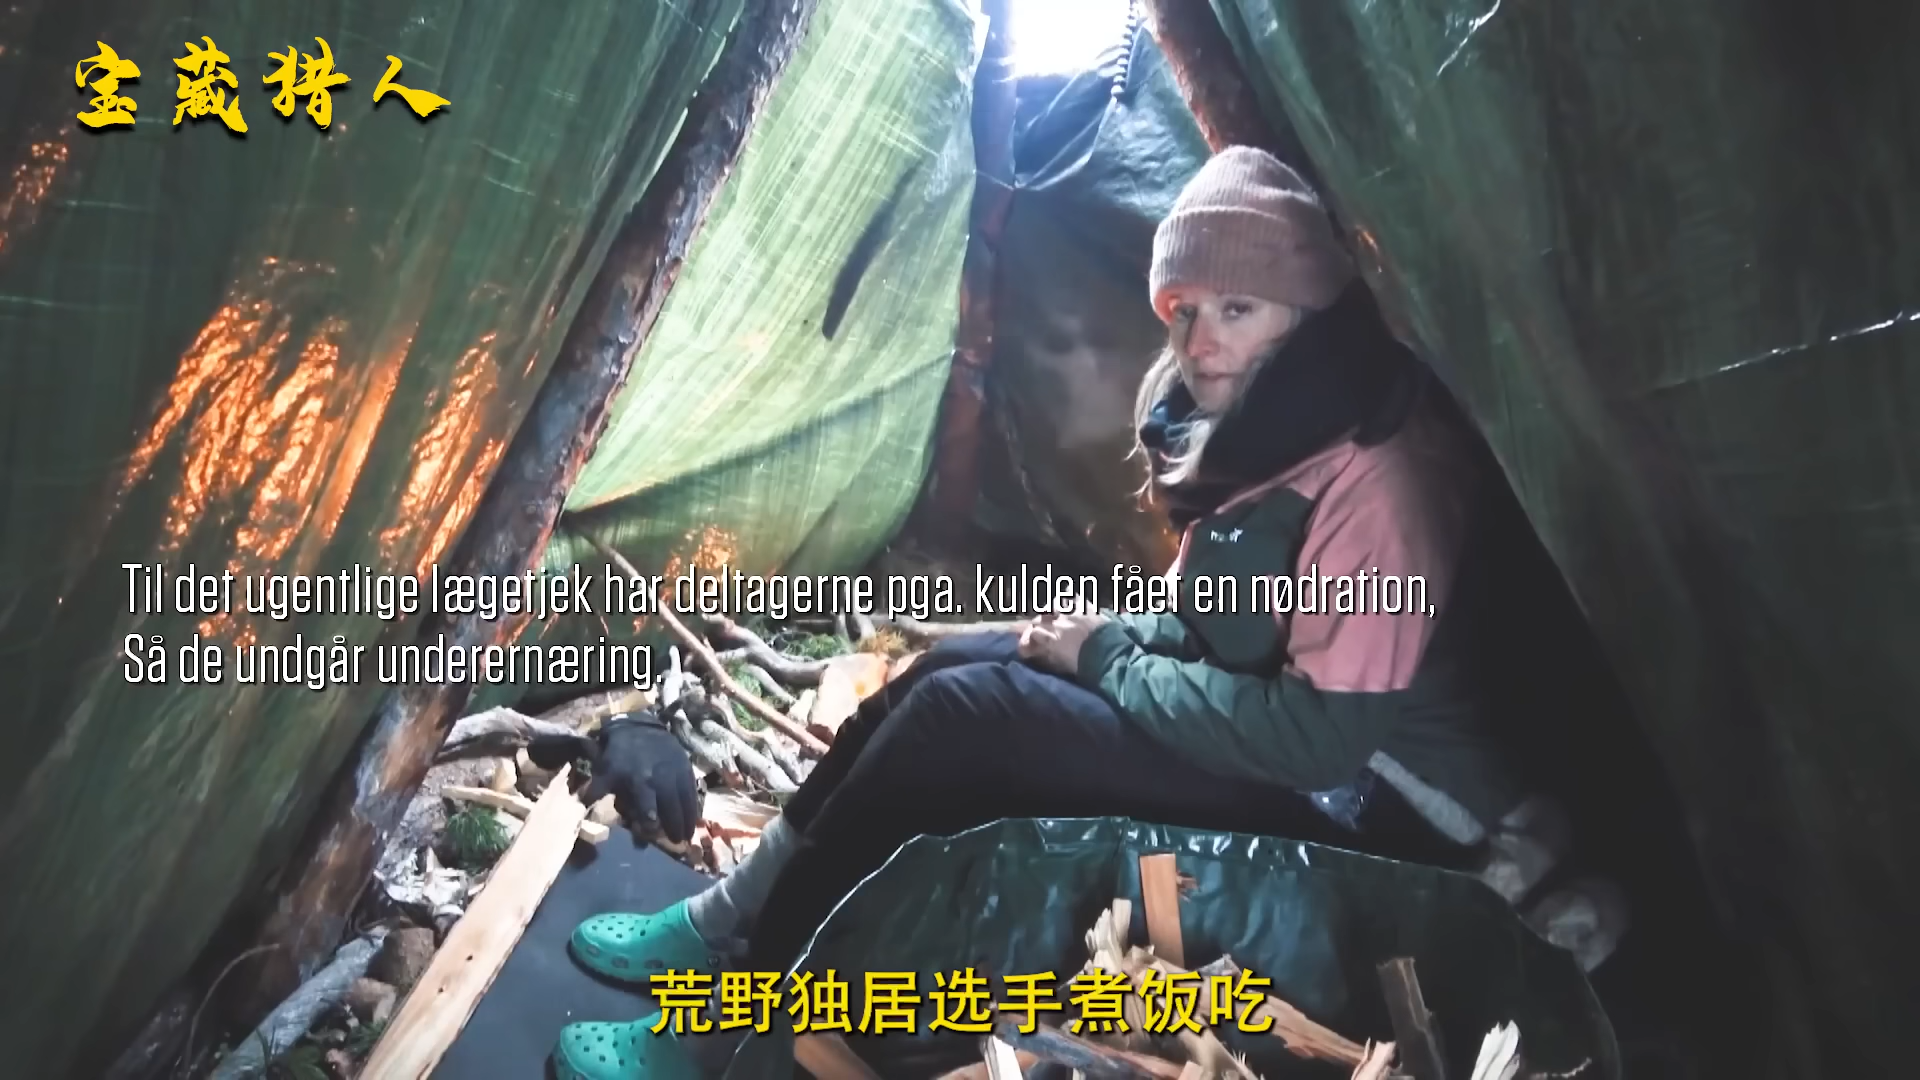 宝藏猎人
Til det ugentlige lægetjek har deltagerne pga. kulden fået en nødration,
Så de undgår underernæring.
荒野独居选手煮饭吃